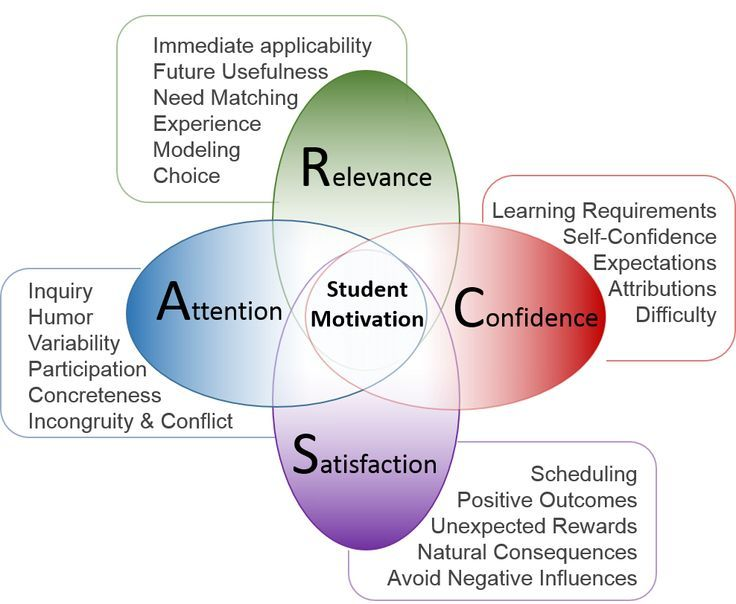 Immediate applicability
Future Usefulness
Need Matching
Experience
Modeling
Choice
Relevance
Learning Requirements
Self-Confidence
Expectations
Attributions
Difficulty
Inquiry
Humor
Variability
Participation
Concreteness
Incongruity & Conflict
Attention
Student
Motivation
Confidence
Satisfaction
Scheduling
Positive Outcomes
Unexpected Rewards
Natural Consequences
Avoid Negative Influences